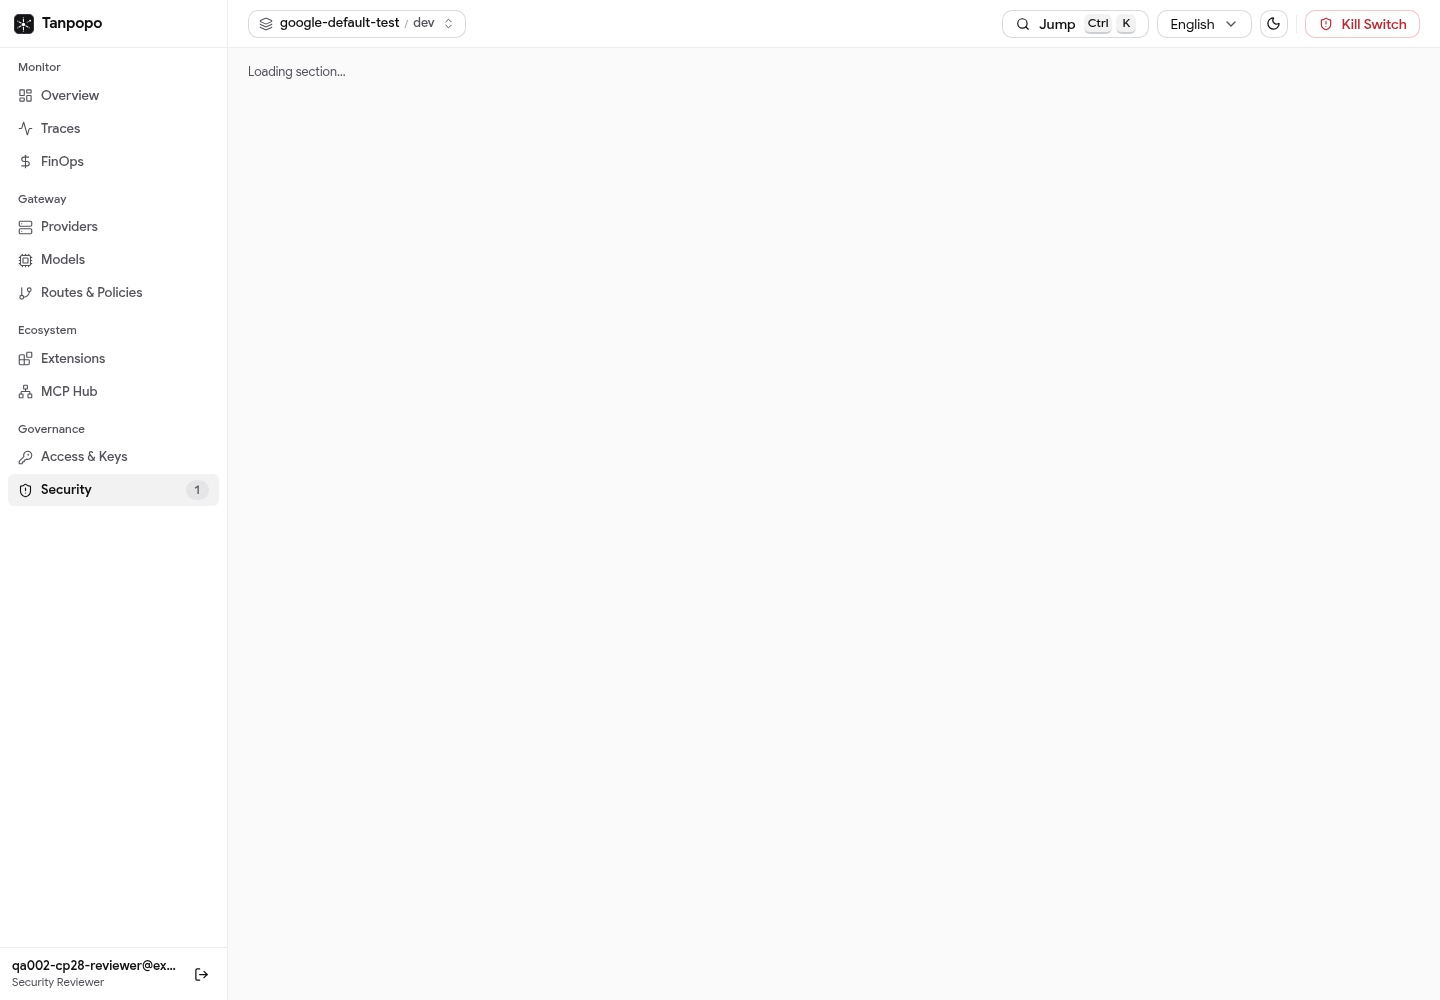 Tanpopo
google-default-test / dev
Jump Ctrl K
English
Kill Switch
Monitor
Overview
Traces
FinOps
Gateway
Providers
Models
Routes & Policies
Ecosystem
Extensions
MCP Hub
Governance
Access & Keys
Security 1
Loading section...
qa002-cp28-reviewer@ex...
Security Reviewer